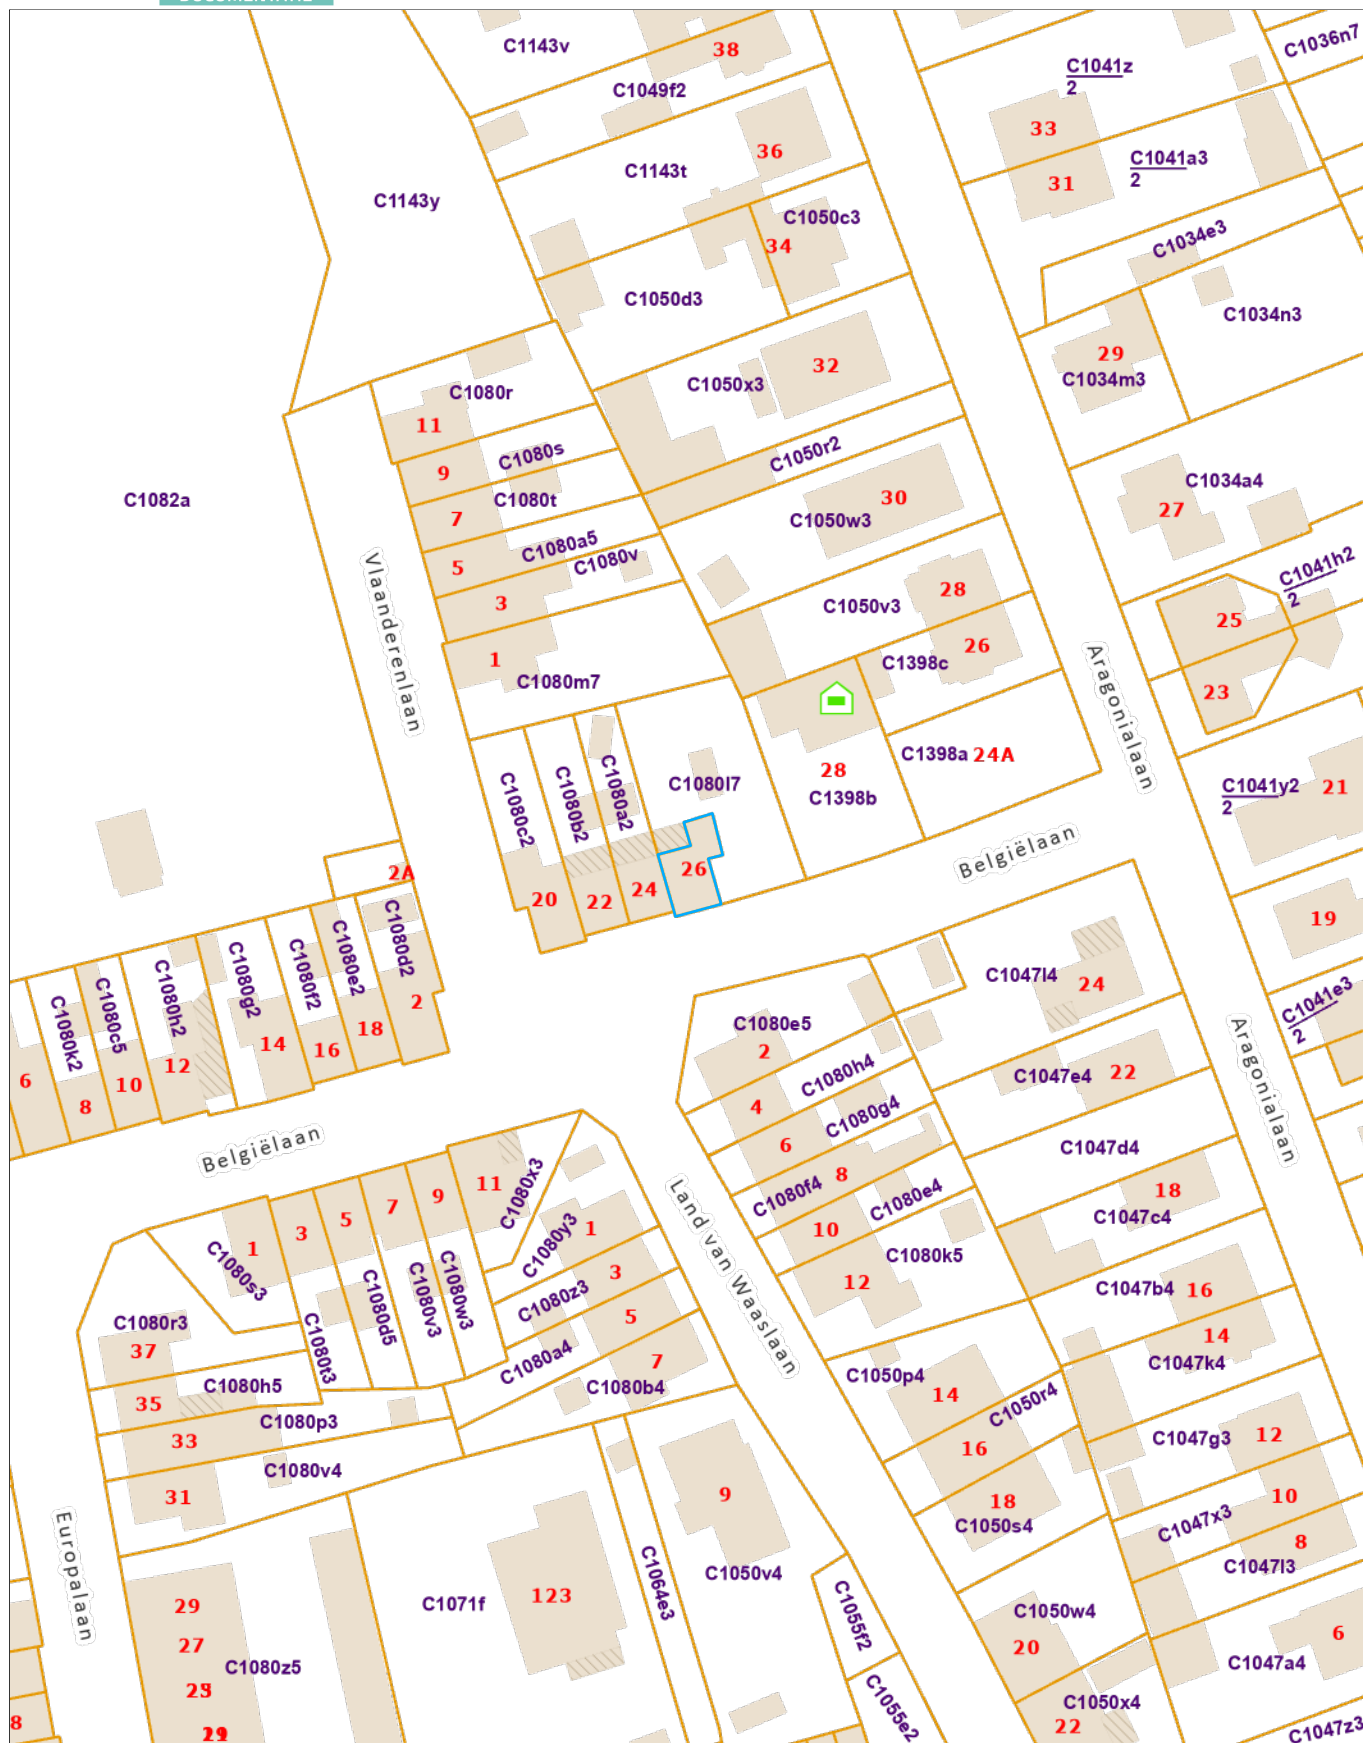 C1143v
38
C1036n7
C1041z
2
C1049f2
33
36
C1143t
C1041a3
2
31
C1143y
C1050c3
34
C1034e3
C1050d3
C1034n3
29
C1034m3
32
C1050x3
C1080r
11
C1080s
9
C1050r2
C1034a4
C1082a
C1080t
30
27
7
C1050w3
C1080a5
5
C1080v
C1041h2
2
3
C1050v3
28
25
Vlaanderenlaan
1
C1080m7
C1398c
26
23
Aragonialaan
C1398a
24A
28
C1398b
C1080l7
C1041y2
2
21
C1080c2
C1080b2
C1080a2
Belgiëlaan
2A
26
24
22
20
19
C1080d2
C1080e2
C1080f2
C1080g2
C1080h2
C1080c5
C1080k2
C1047l4
24
2
C1041e3
2
C1080e5
2
18
16
14
12
10
8
6
C1080h4
C1047e4
22
4
C1080g4
6
C1047d4
Aragonialaan
Belgiëlaan
8
C1080f4
C1080e4
18
C1047c4
11
C1080x3
9
7
5
3
1
C1080s3
1
C1080y3
10
C1080k5
Land van Waaslaan
3
C1080z3
12
C1047b4
16
C1080w3
C1080v3
C1080d5
C1080t3
C1080r3
37
5
C1080a4
7
C1080b4
14
C1047k4
C1050p4
14
C1080h5
35
C1050r4
C1080p3
33
16
C1047g3
12
C1080v4
31
9
18
C1050s4
10
C1047x3
8
C1047l3
Europalaan
C1050v4
C1064e3
C1071f
123
29
27
C1080z5
C1055f2
C1050w4
20
6
C1047a4
C1055e2
C1050x4
22
8
C1047z3